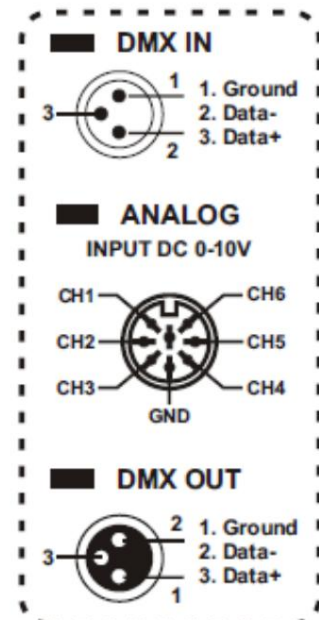 DMX IN
1
1. Ground
3
2. Data-
3. Data+
2
ANALOG
INPUT DC 0-10V
CH1 CH6
CH2 CH5
CH3 CH4
GND
DMX OUT
2
1. Ground
3
2. Data-
3. Data+
1